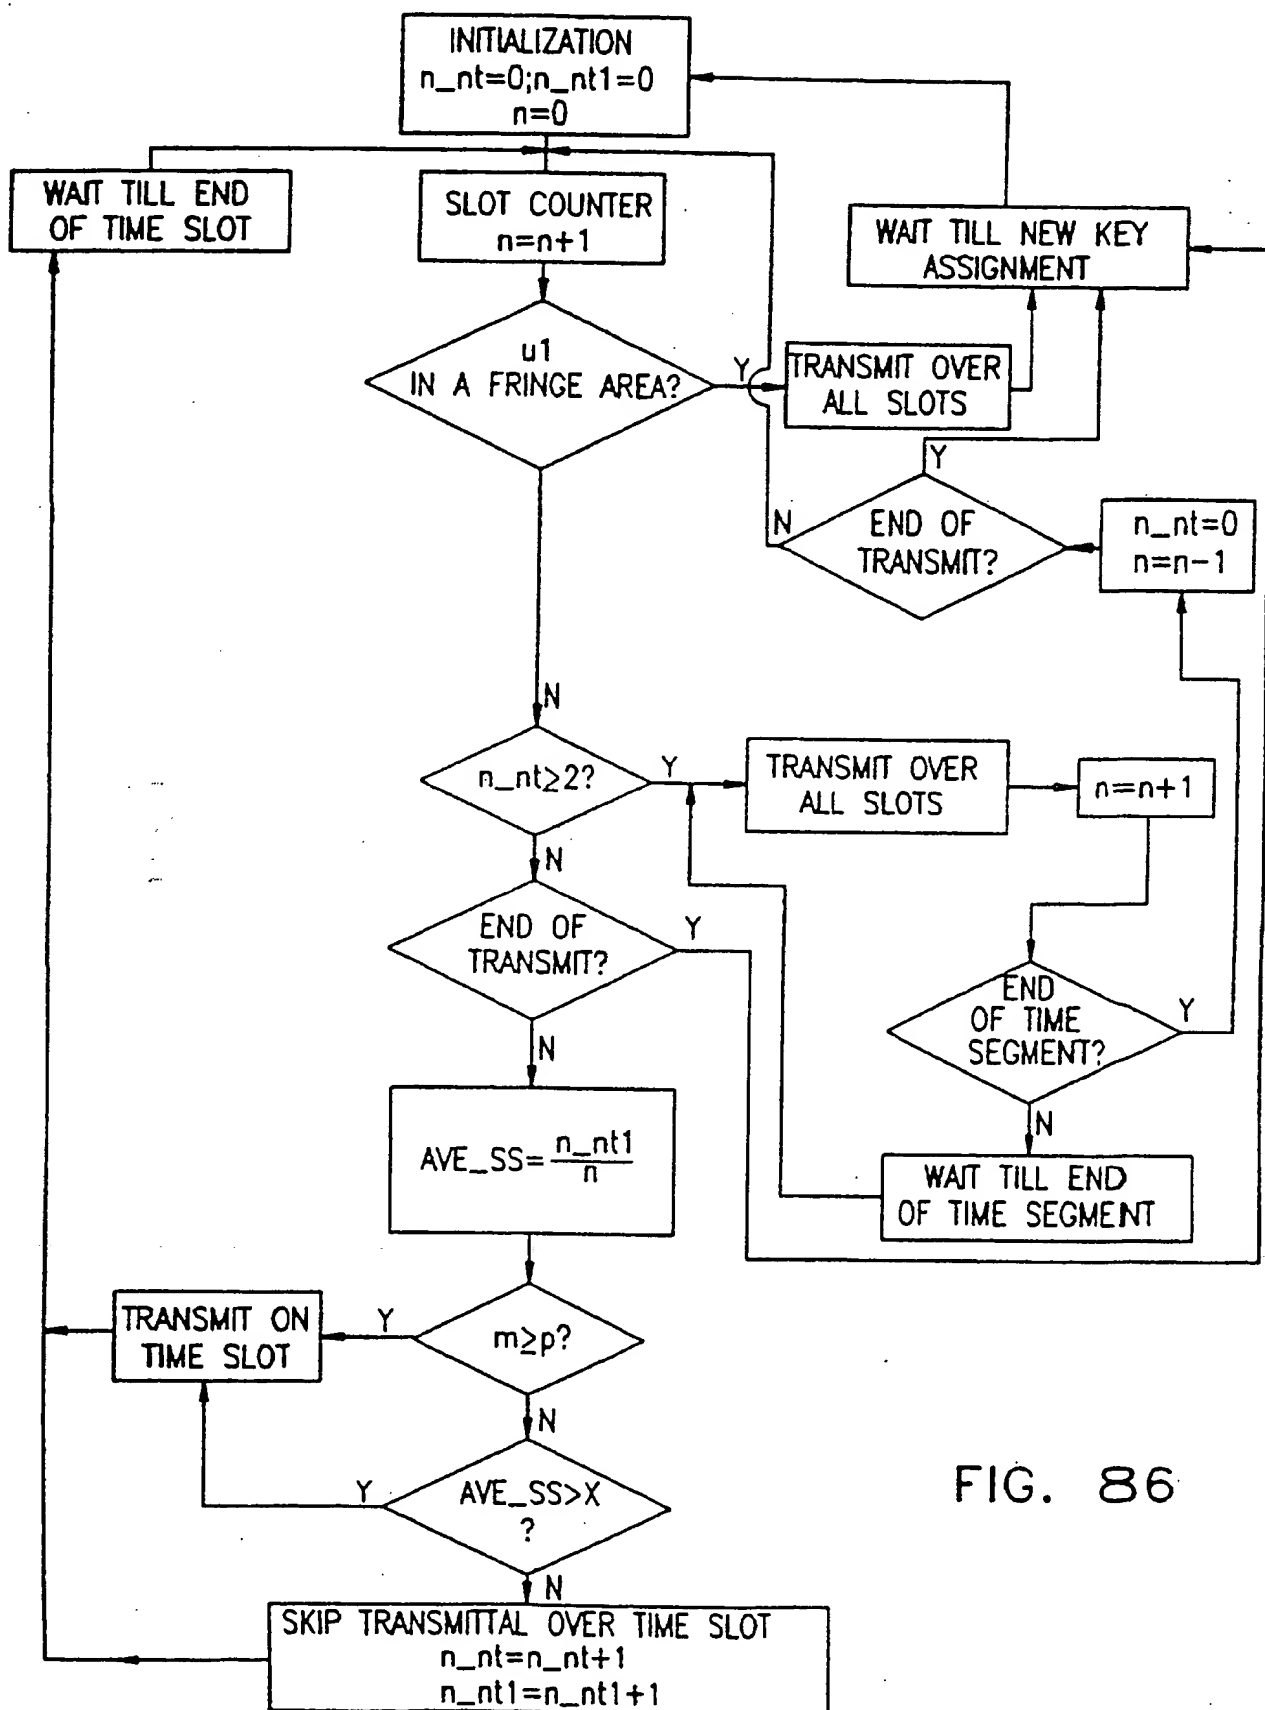 INITIALIZATION
n_nt=0;n_nt1=0
n=0
WAIT TILL END
OF TIME SLOT
SLOT COUNTER
n=n+1
WAIT TILL NEW KEY
ASSIGNMENT
u1
IN A FRINGE AREA?
Y
TRANSMIT OVER
ALL SLOTS
Y
N
END OF
TRANSMIT?
n_nt=0
n=n-1
N
n_nt≥2?
Y
TRANSMIT OVER
ALL SLOTS
n=n+1
N
END OF
TRANSMIT?
Y
END
OF TIME
SEGMENT?
Y
N
N
AVE_SS=n_nt1/n
WAIT TILL END
OF TIME SEGMENT
TRANSMIT ON
TIME SLOT
Y
m≥p?
N
Y
AVE_SS>X
?
N
FIG. 86
SKIP TRANSMITTAL OVER TIME SLOT
n_nt=n_nt+1
n_nt1=n_nt1+1